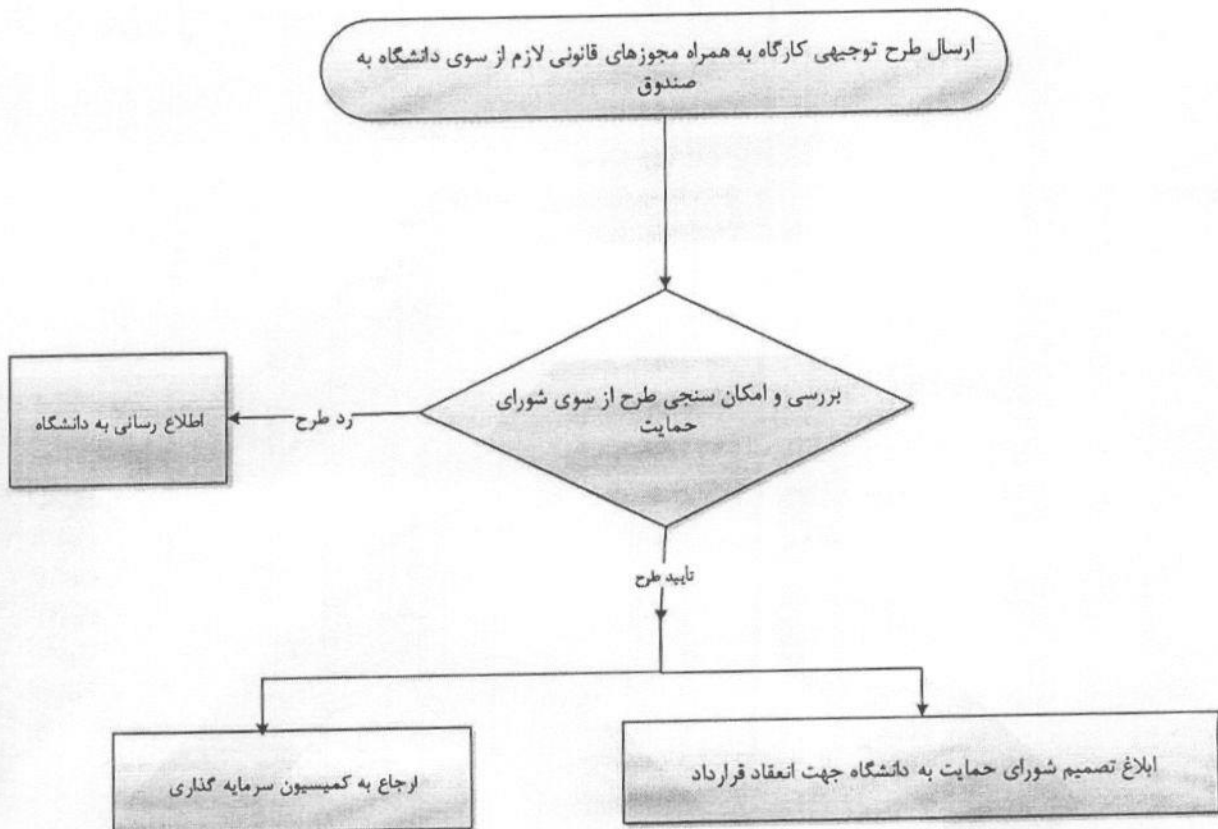 ارسال طرح توجیهی کارگاه به همراه مجوزهای قانونی لازم از سوی دانشگاه به
صندوق
بررسی و امکان سنجی طرح از سوی شورای
حمایت
رد طرح
اطلاع رسانی به دانشگاه
تأیید طرح
ابلاغ تصمیم شورای حمایت به دانشگاه جهت انعقاد قرارداد
ارجاع به کمیسیون سرمایه گذاری